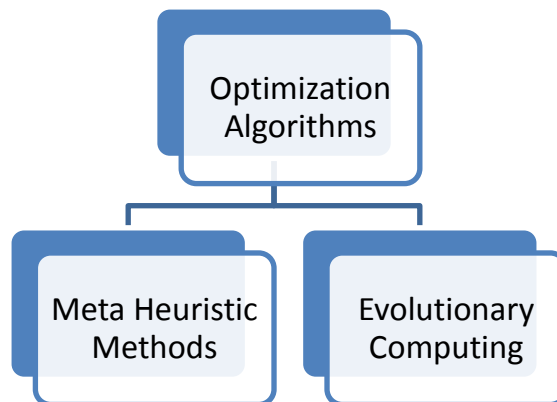 Optimization
Algorithms
Meta Heuristic
Methods
Evolutionary
Computing